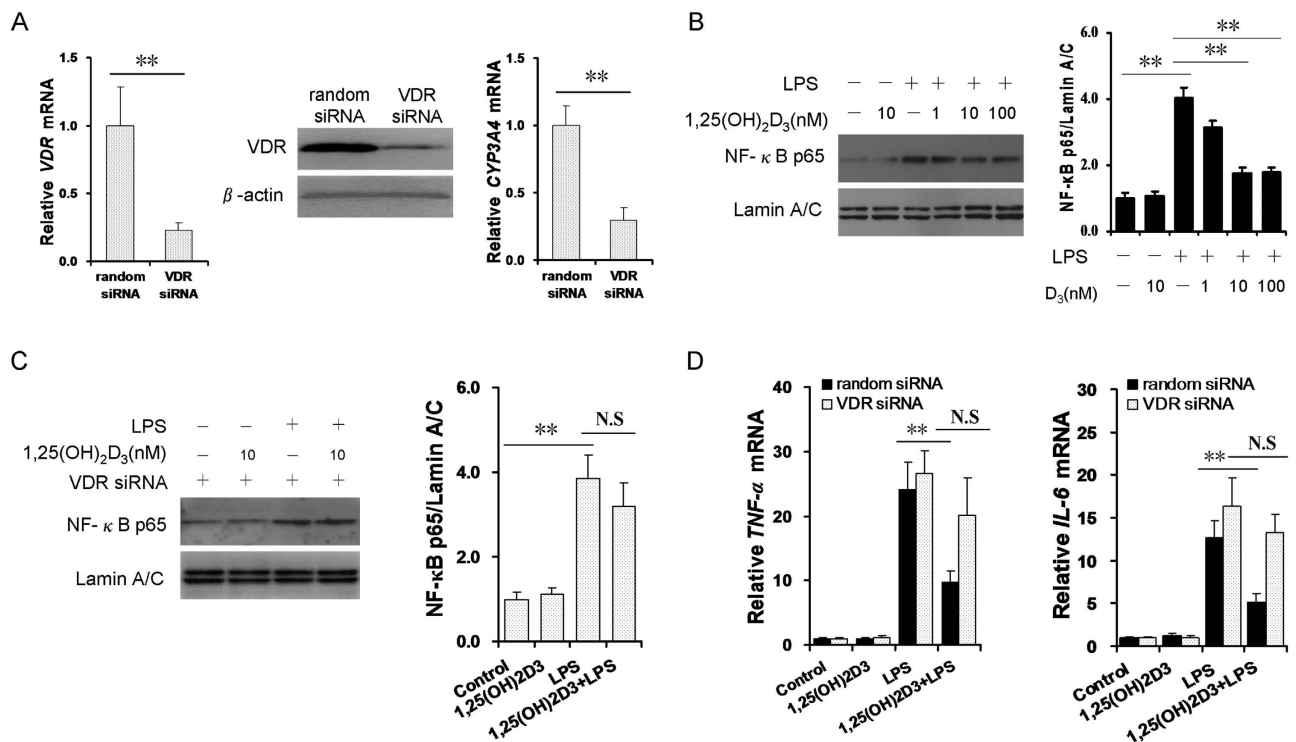 A
Relative VDR mRNA
1.5
1.0
0.5
0.0
**
random siRNA
VDR siRNA
random siRNA
VDR siRNA
VDR
β-actin
Relative CYP3A4 mRNA
1.5
1.0
0.5
0.0
**
random siRNA
VDR siRNA
B
LPS — — + + + +
1,25(OH)₂D₃(nM) — 10 — 1 10 100
NF-κB p65
Lamin A/C
NF-κB p65/Lamin A/C
6.0
4.0
2.0
0.0
**
**
**
LPS — — + + + +
D₃(nM) — 10 — 1 10 100
C
LPS — — + +
1,25(OH)₂D₃(nM) — 10 — 10
VDR siRNA + + + +
NF-κB p65
Lamin A/C
NF-κB p65/Lamin A/C
6.0
4.0
2.0
0.0
**
N.S
Control
1,25(OH)2D3
LPS
1,25(OH)2D3+LPS
D
Relative TNF-α mRNA
random siRNA
VDR siRNA
40
30
20
10
0
**
N.S
Control
1,25(OH)2D3
LPS
1,25(OH)2D3+LPS
Relative IL-6 mRNA
random siRNA
VDR siRNA
30
25
20
15
10
5
0
**
N.S
Control
1,25(OH)2D3
LPS
1,25(OH)2D3+LPS